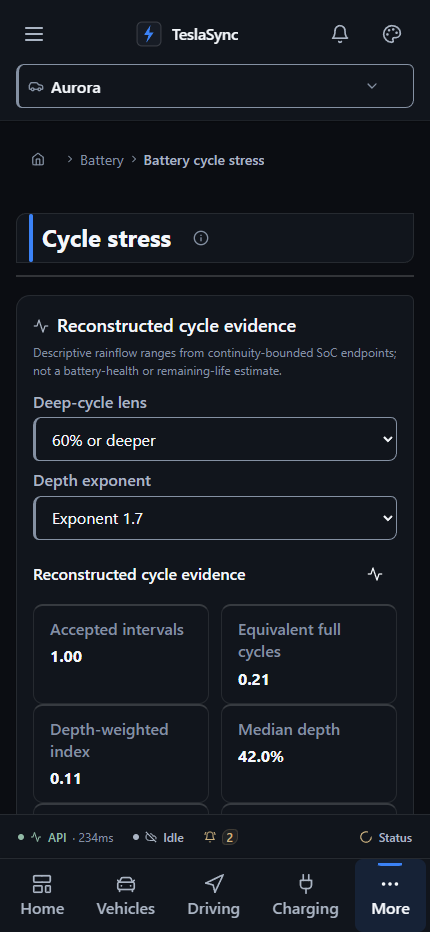 TeslaSync
Aurora
Battery
Battery cycle stress
Cycle stress
Reconstructed cycle evidence
Descriptive rainflow ranges from continuity-bounded SoC endpoints;
not a battery-health or remaining-life estimate.
Deep-cycle lens
60% or deeper
Depth exponent
Exponent 1.7
Reconstructed cycle evidence
Accepted intervals
1.00
Equivalent full
cycles
0.21
Depth-weighted
index
0.11
Median depth
42.0%
API · 234ms
Idle
2
Status
Home
Vehicles
Driving
Charging
More